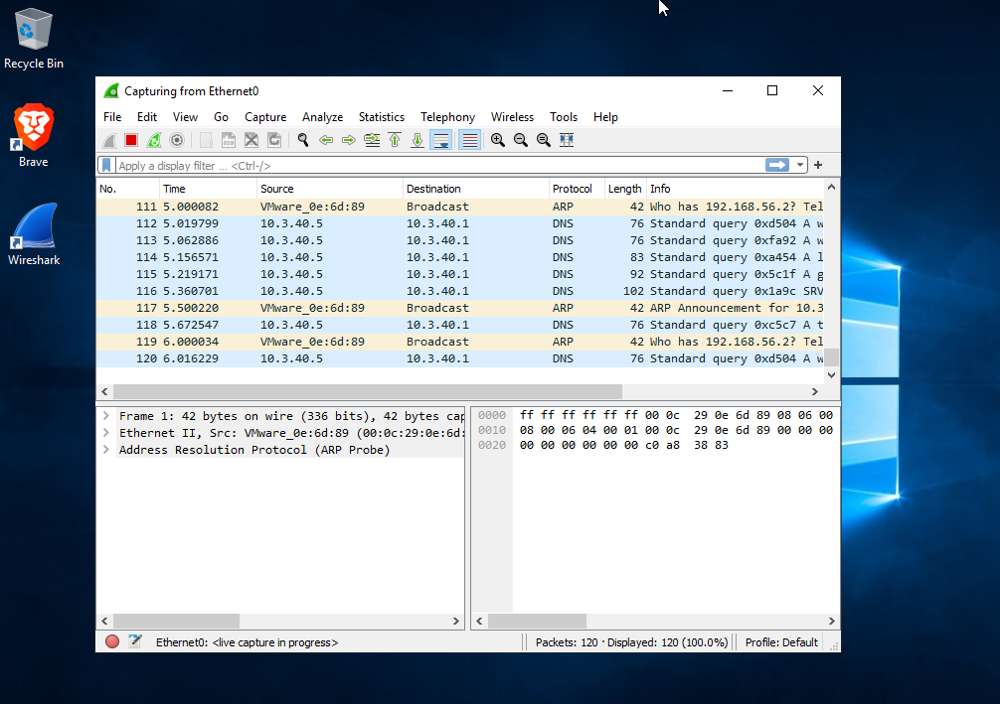 Recycle Bin
Brave
Wireshark
Capturing from Ethernet0
File Edit View Go Capture Analyze Statistics Telephony Wireless Tools Help
Apply a display filter ... <Ctrl-/>
No. Time Source Destination Protocol Length Info
111 5.000082 VMware_0e:6d:89 Broadcast ARP 42 Who has 192.168.56.2? Tel
112 5.019799 10.3.40.5 10.3.40.1 DNS 76 Standard query 0xd504 A w
113 5.062886 10.3.40.5 10.3.40.1 DNS 76 Standard query 0xfa92 A w
114 5.156571 10.3.40.5 10.3.40.1 DNS 83 Standard query 0xa454 A l
115 5.219171 10.3.40.5 10.3.40.1 DNS 92 Standard query 0x5c1f A g
116 5.360701 10.3.40.5 10.3.40.1 DNS 102 Standard query 0x1a9c SRV
117 5.500220 VMware_0e:6d:89 Broadcast ARP 42 ARP Announcement for 10.3
118 5.672547 10.3.40.5 10.3.40.1 DNS 76 Standard query 0xc5c7 A t
119 6.000034 VMware_0e:6d:89 Broadcast ARP 42 Who has 192.168.56.2? Tel
120 6.016229 10.3.40.5 10.3.40.1 DNS 76 Standard query 0xd504 A w
Frame 1: 42 bytes on wire (336 bits), 42 bytes cap
Ethernet II, Src: VMware_0e:6d:89 (00:0c:29:0e:6d:
Address Resolution Protocol (ARP Probe)
0000 ff ff ff ff ff ff 00 0c 29 0e 6d 89 08 06 00
0010 08 00 06 04 00 01 00 0c 29 0e 6d 89 00 00 00
0020 00 00 00 00 00 00 c0 a8 38 83
Ethernet0: <live capture in progress> Packets: 120 · Displayed: 120 (100.0%) Profile: Default